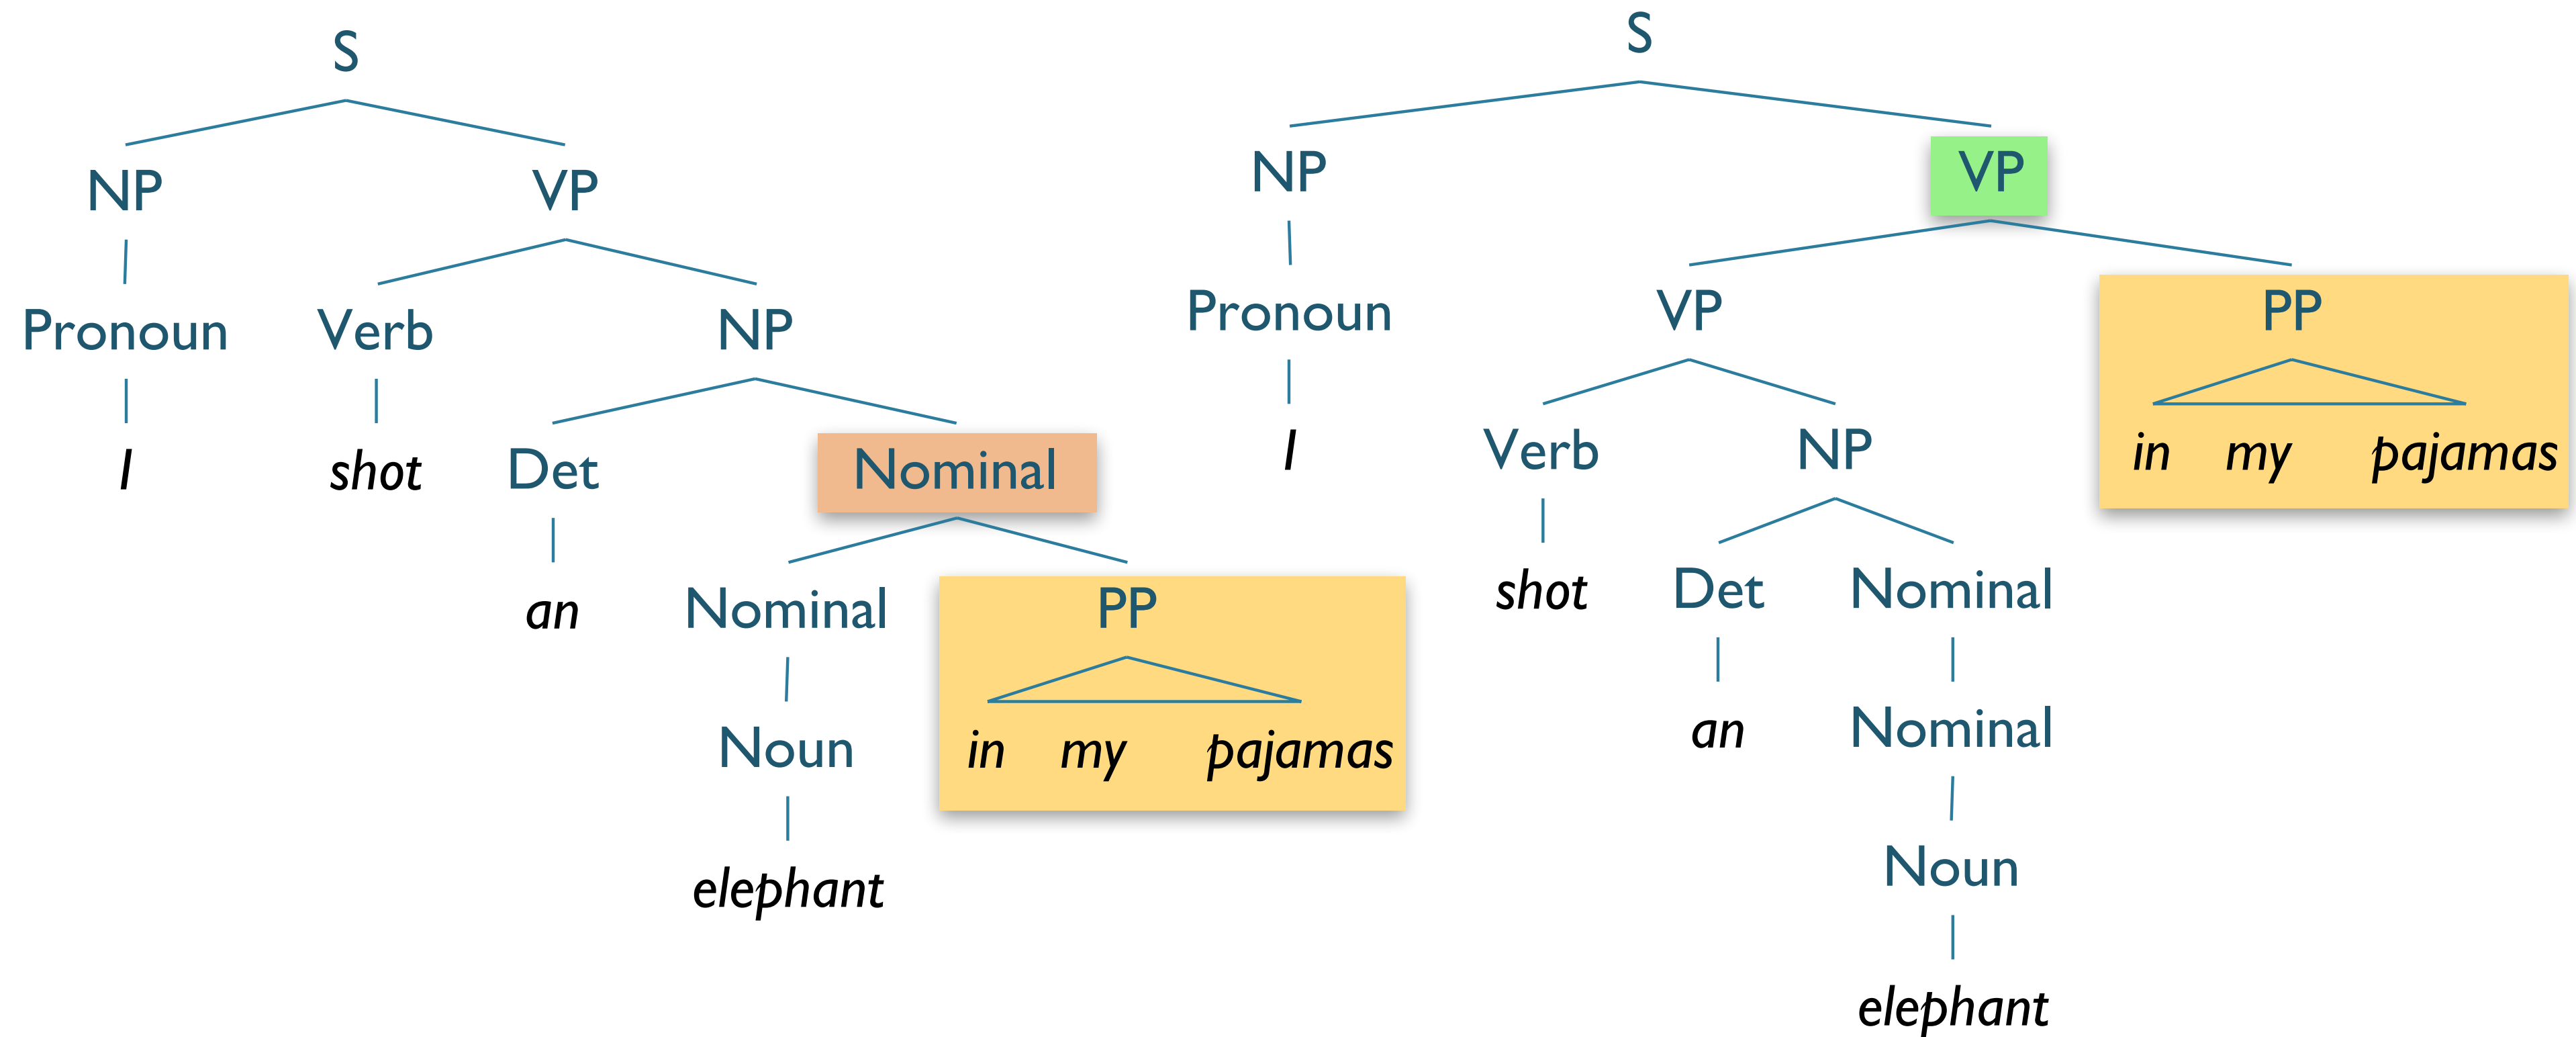 S
NP VP
Pronoun Verb NP
I shot Det Nominal
an Nominal PP
Noun in my pajamas
elephant
S
NP VP
Pronoun VP PP
I Verb NP in my pajamas
shot Det Nominal
an Nominal
Noun
elephant